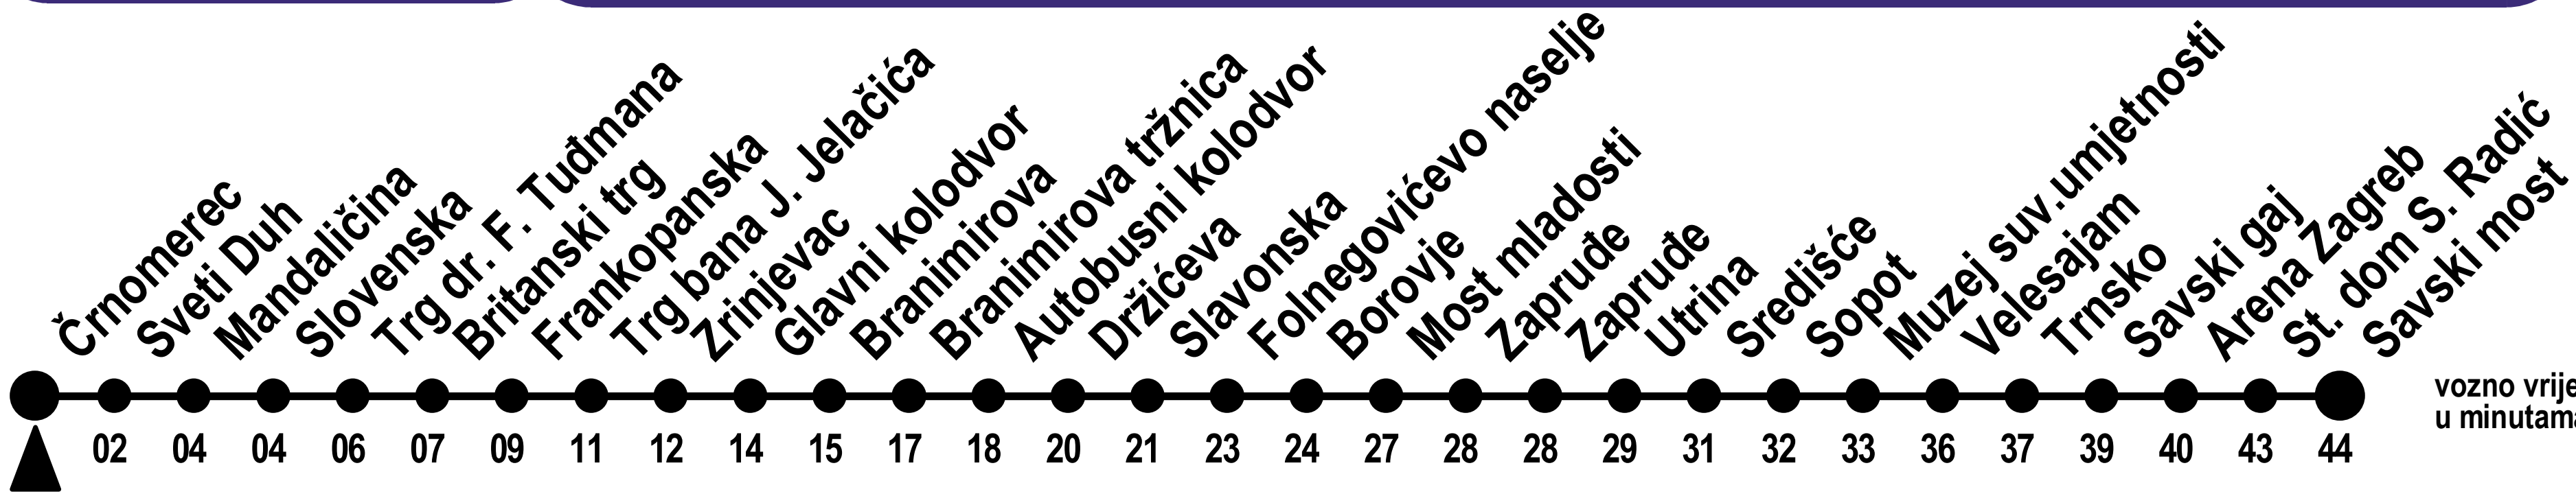 Črnomerec
Sveti Duh
Mandaličina
Slovenska
Trg dr. F. Tuđmana
Britanski trg
Frankopanska
Trg bana J. Jelačića
Zrinjevac
Glavni kolodvor
Branimirova
Branimirova tržnica
Autobusni kolodvor
Držićeva
Slavonska
Folnegovićevo naselje
Borovje
Most mladosti
Zapruđe
Zapruđe
Utrina
Središće
Sopot
Muzej suv.umjetnosti
Velesajam
Trnsko
Savski gaj
Arena Zagreb
St. dom S. Radić
Savski most
02 04 04 06 07 09 11 12 14 15 17 18 20 21 23 24 27 28 28 29 31 32 33 36 37 39 40 43 44
vozno vrije
u minutama